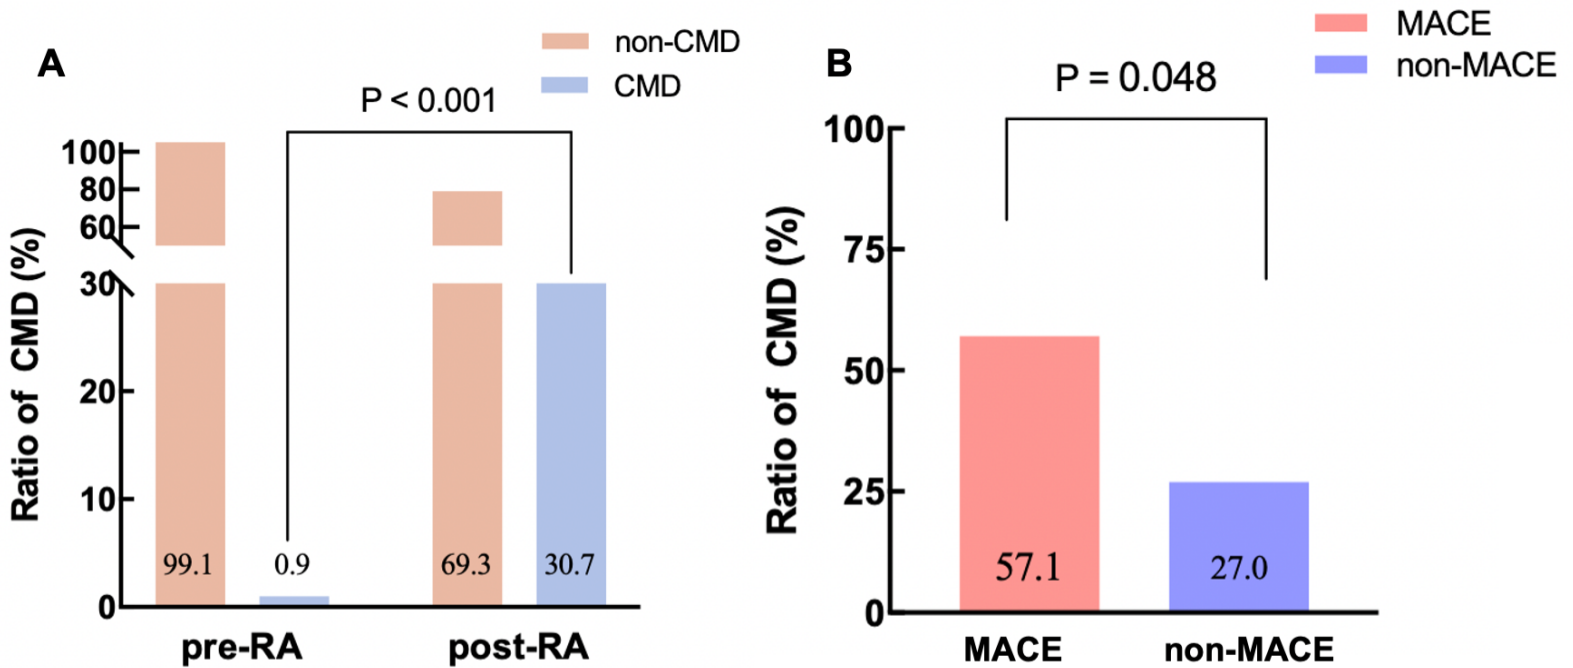 A
non-CMD
CMD
P < 0.001
Ratio of CMD (%)
100
80
60
30
20
10
0
99.1
0.9
69.3
30.7
pre-RA
post-RA
B
MACE
non-MACE
P = 0.048
Ratio of CMD (%)
100
75
50
25
0
57.1
27.0
MACE
non-MACE